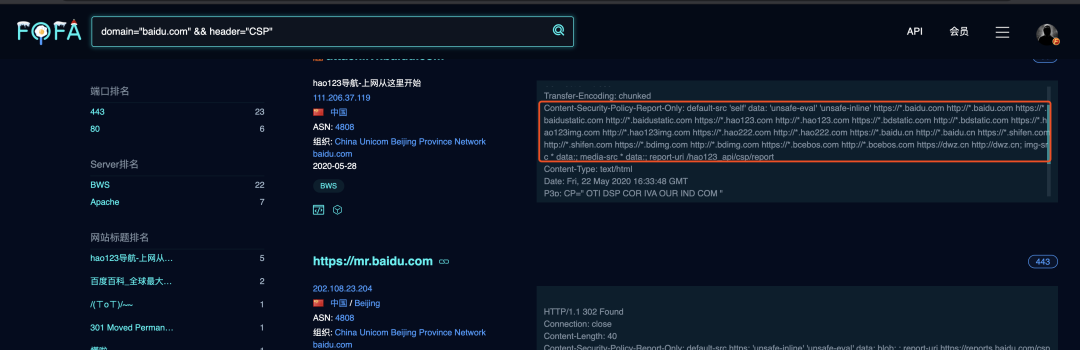 FOFA
domain="baidu.com" && header="CSP"
API
会员
端口排名
443 23
80 6
Server排名
BWS 22
Apache 7
网站标题排名
hao123导航-上网从... 5
百度百科_全球最大... 2
/(ㄒoㄒ)/~~ 1
301 Moved Perman... 1
1
hao123导航-上网从这里开始
111.206.37.119
中国
ASN: 4808
组织: China Unicom Beijing Province Network
baidu.com
2020-05-28
BWS
Transfer-Encoding: chunked
Content-Security-Policy-Report-Only: default-src 'self' data: 'unsafe-eval' 'unsafe-inline' https://*.baidu.com http://*.baidu.com https://*.
baidustatic.com http://*.baidustatic.com https://*.hao123.com http://*.hao123.com https://*.bdstatic.com http://*.bdstatic.com https://*.h
ao123img.com http://*.hao123img.com https://*.hao222.com http://*.hao222.com https://*.baidu.cn http://*.baidu.cn https://*.shifen.com
http://*.shifen.com https://*.bdimg.com http://*.bdimg.com https://*.bcebos.com http://*.bcebos.com https://dwz.cn http://dwz.cn; img-sr
c * data:; media-src * data:; report-uri /hao123_api/csp/report
Content-Type: text/html
Date: Fri, 22 May 2020 16:33:48 GMT
P3p: CP=" OTI DSP COR IVA OUR IND COM "
https://mr.baidu.com
443
202.108.23.204
中国 / Beijing
ASN: 4808
组织: China Unicom Beijing Province Network
baidu.com
HTTP/1.1 302 Found
Connection: close
Content-Length: 40
Content-Security-Policy: default-src https: 'unsafe-inline' 'unsafe-eval' data: blob: ; report-uri https://reports.baidu.com/csp